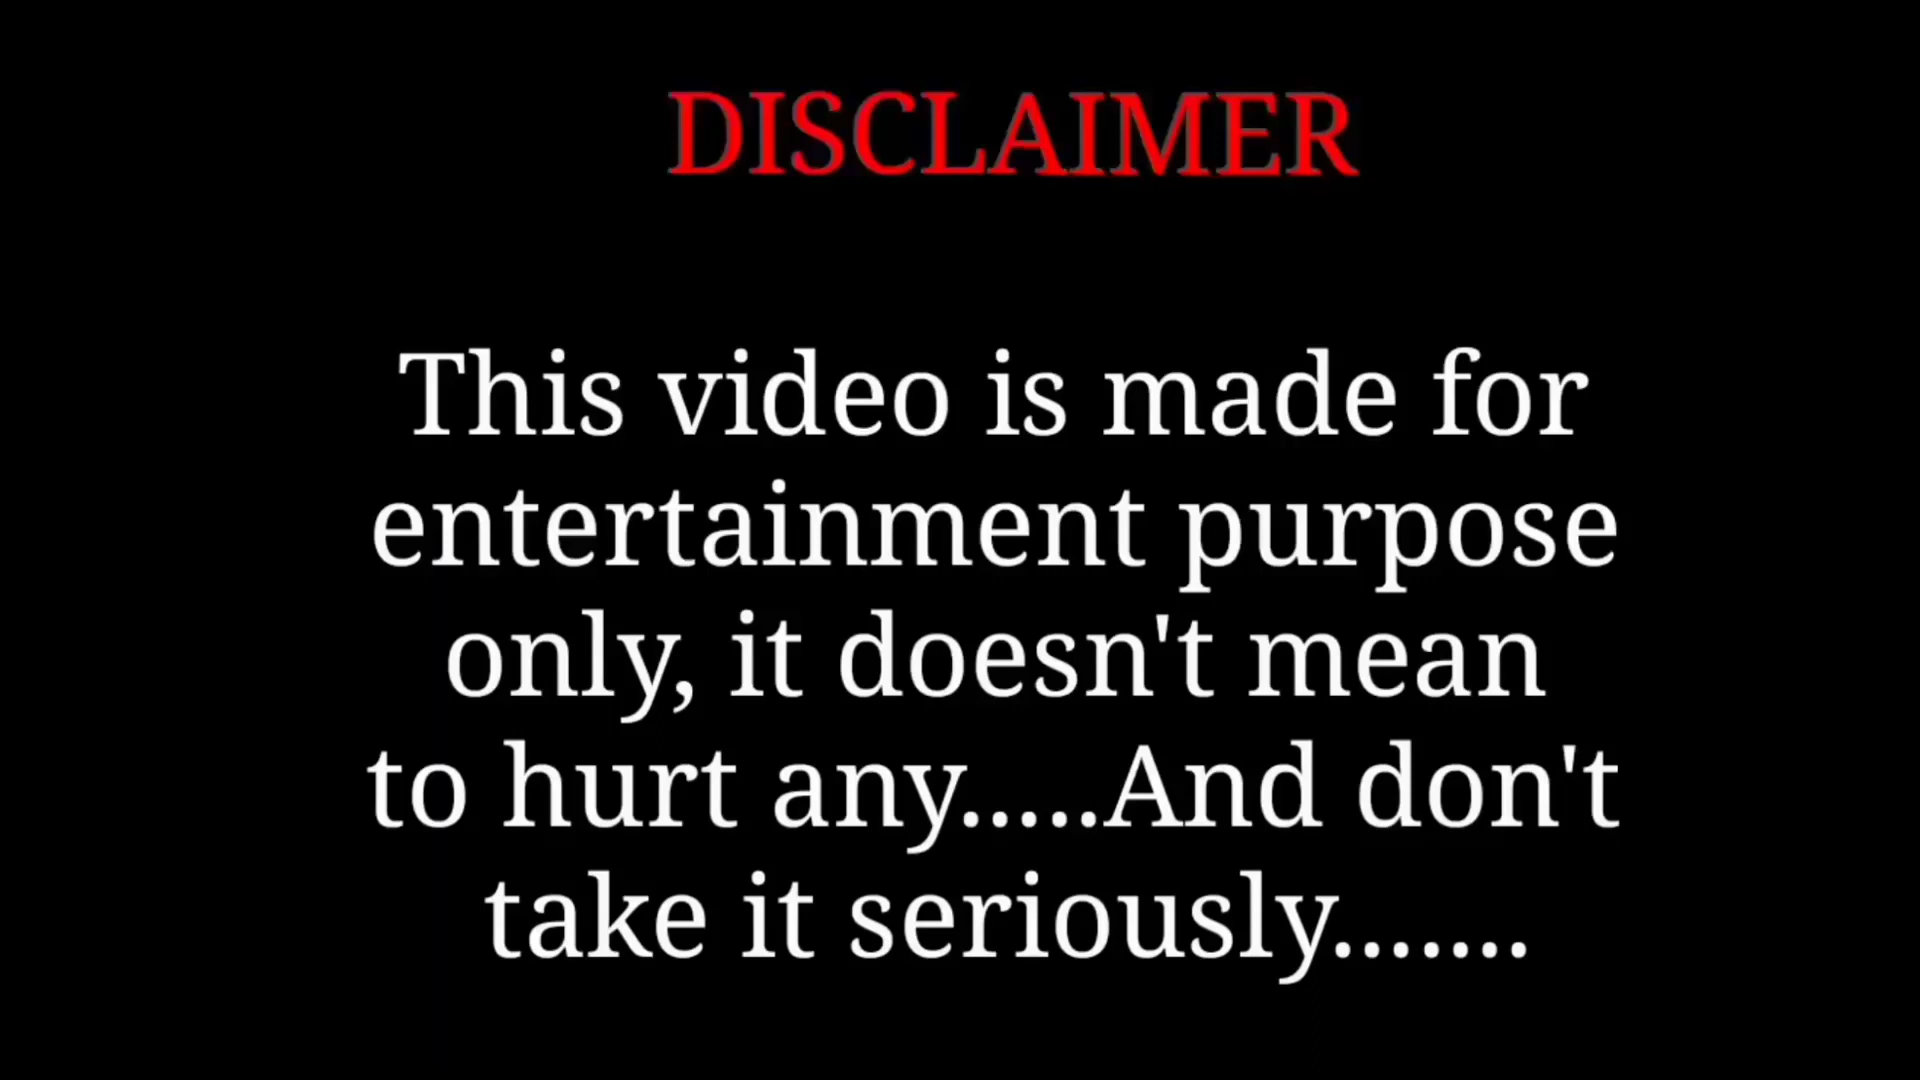 DISCLAIMER
This video is made for
entertainment purpose
only, it doesn't mean
to hurt any.....And don't
take it seriously.......